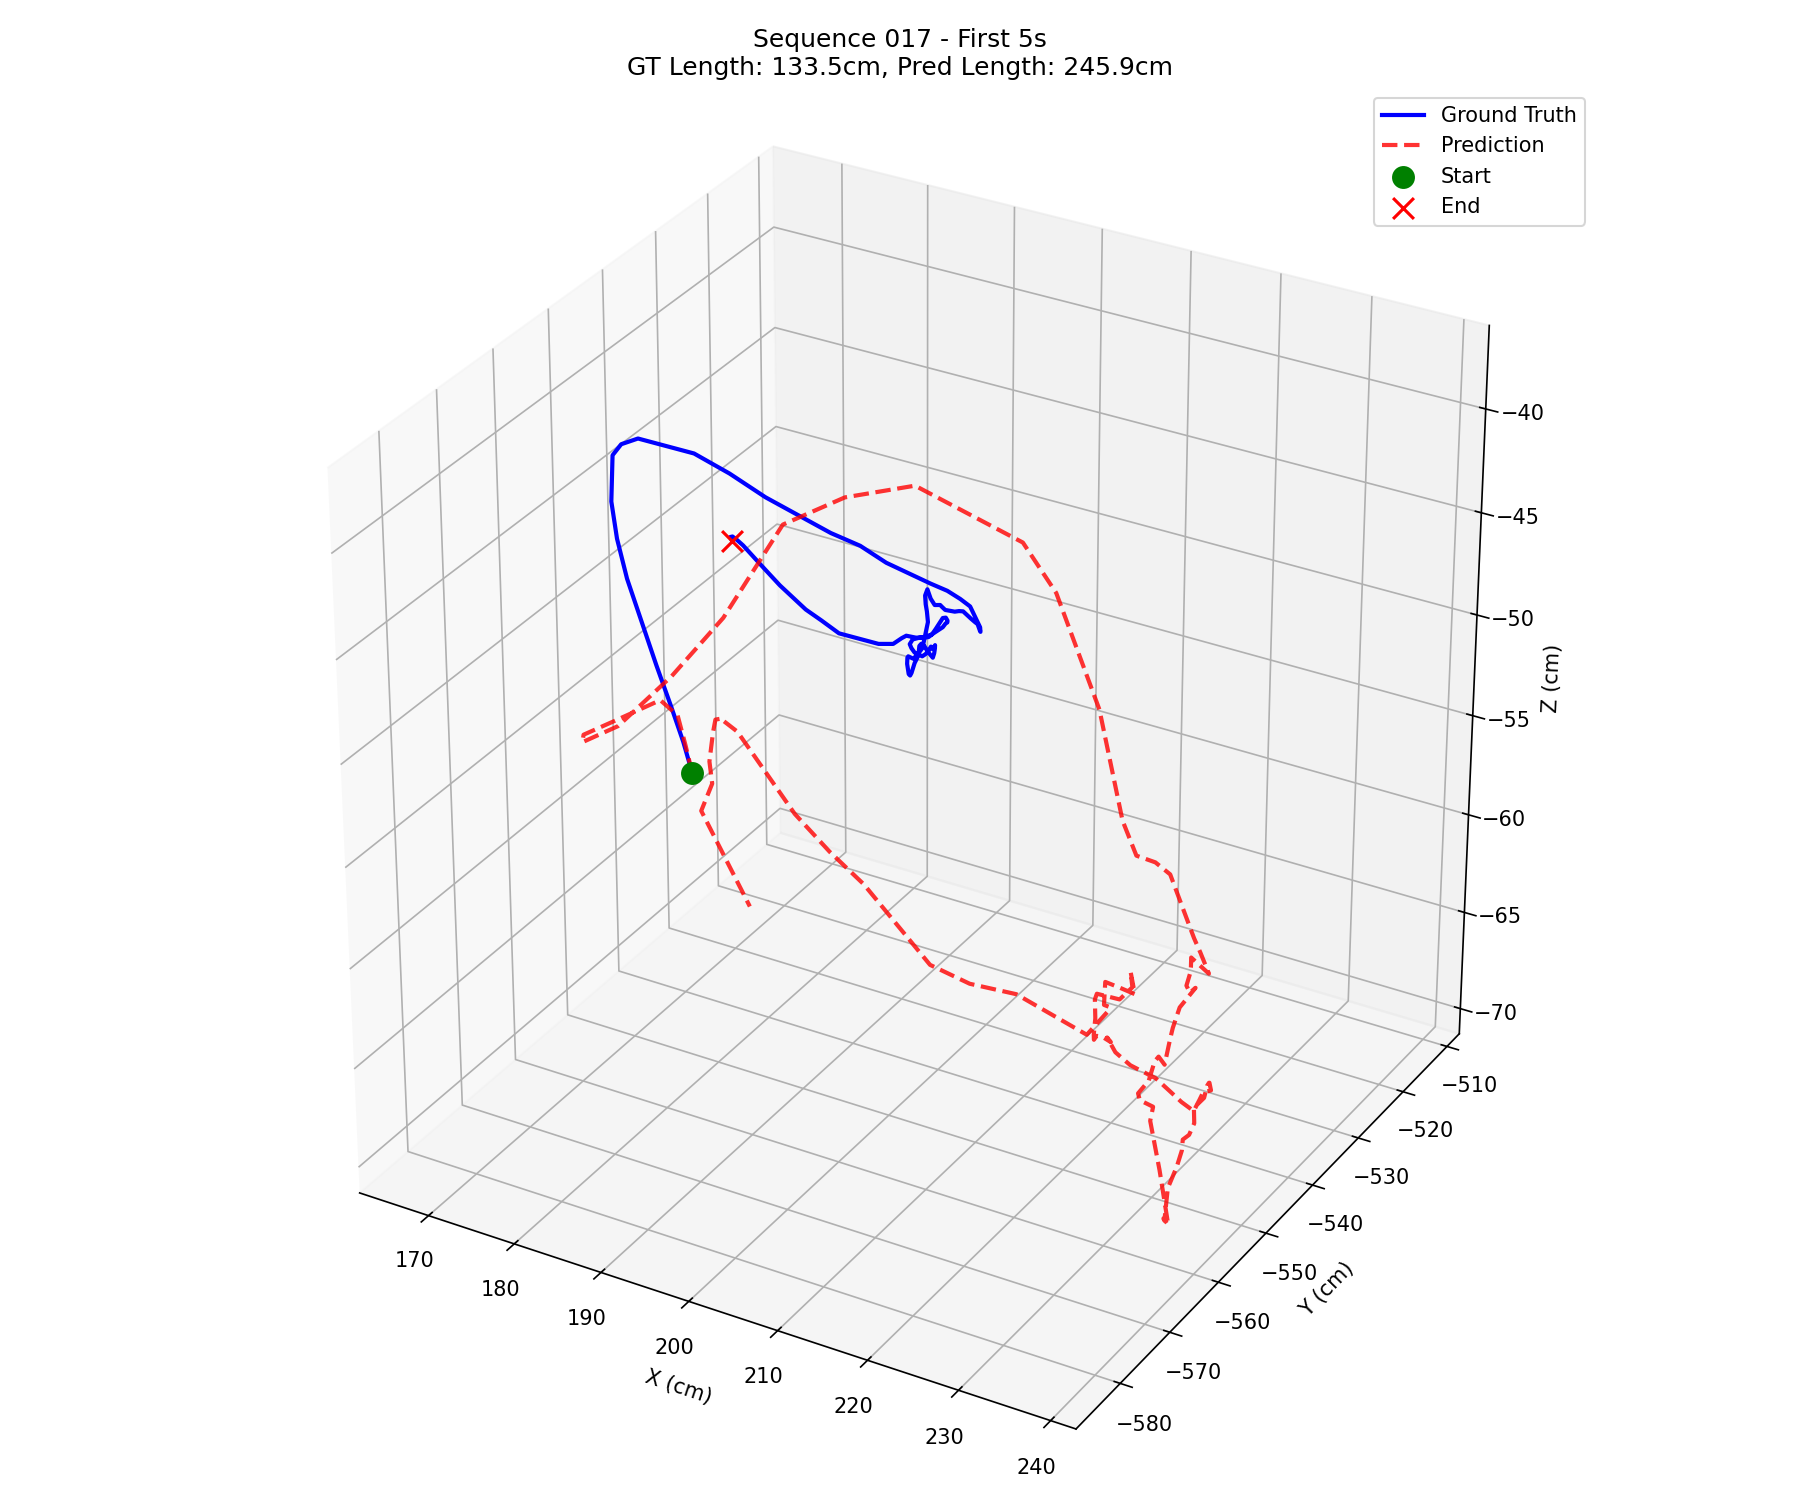 Sequence 017 - First 5s
GT Length: 133.5cm, Pred Length: 245.9cm
Ground Truth
Prediction
Start
End
−40
−45
−50
−55
−60
−65
−70
Z (cm)
−510
−520
−530
−540
−550
−560
−570
−580
Y (cm)
170
180
190
200
210
220
230
240
X (cm)